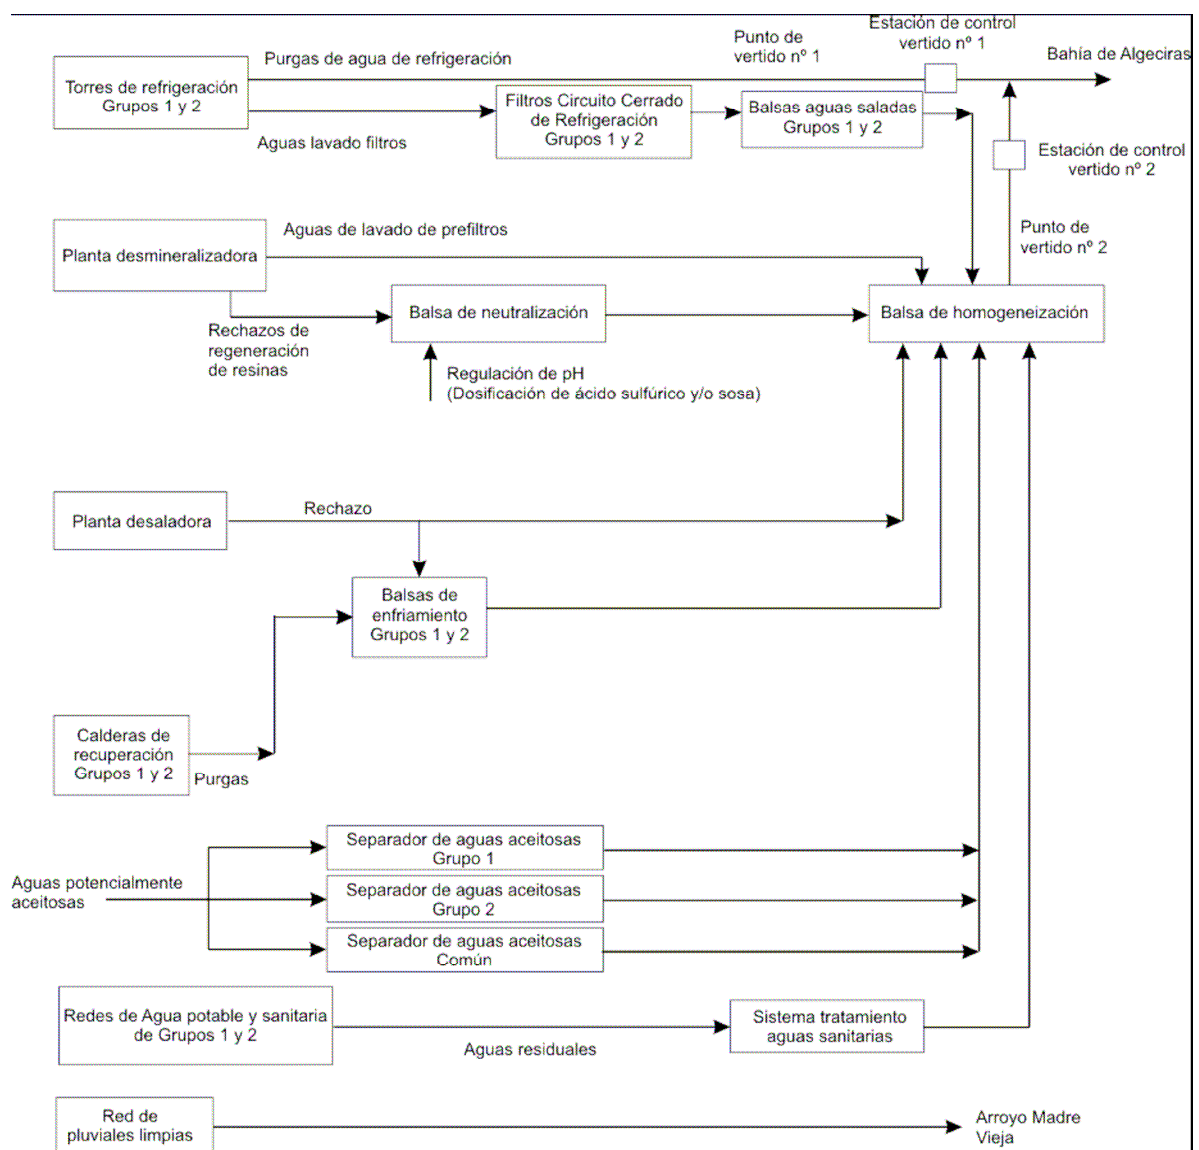 Estación de control
vertido nº 1
Punto de
vertido nº 1
Purgas de agua de refrigeración
Bahía de Algeciras
Torres de refrigeración
Grupos 1 y 2
Filtros Circuito Cerrado
de Refrigeración
Grupos 1 y 2
Balsas aguas saladas
Grupos 1 y 2
Aguas lavado filtros
Estación de control
vertido nº 2
Aguas de lavado de prefiltros
Punto de
vertido nº 2
Planta desmineralizadora
Balsa de neutralización
Balsa de homogeneización
Rechazos de
regeneración
de resinas
Regulación de pH
(Dosificación de ácido sulfúrico y/o sosa)
Rechazo
Planta desaladora
Balsas de
enfriamiento
Grupos 1 y 2
Calderas de
recuperación
Grupos 1 y 2
Purgas
Separador de aguas aceitosas
Grupo 1
Aguas potencialmente
aceitosas
Separador de aguas aceitosas
Grupo 2
Separador de aguas aceitosas
Común
Redes de Agua potable y sanitaria
de Grupos 1 y 2
Aguas residuales
Sistema tratamiento
aguas sanitarias
Red de
pluviales limpias
Arroyo Madre
Vieja